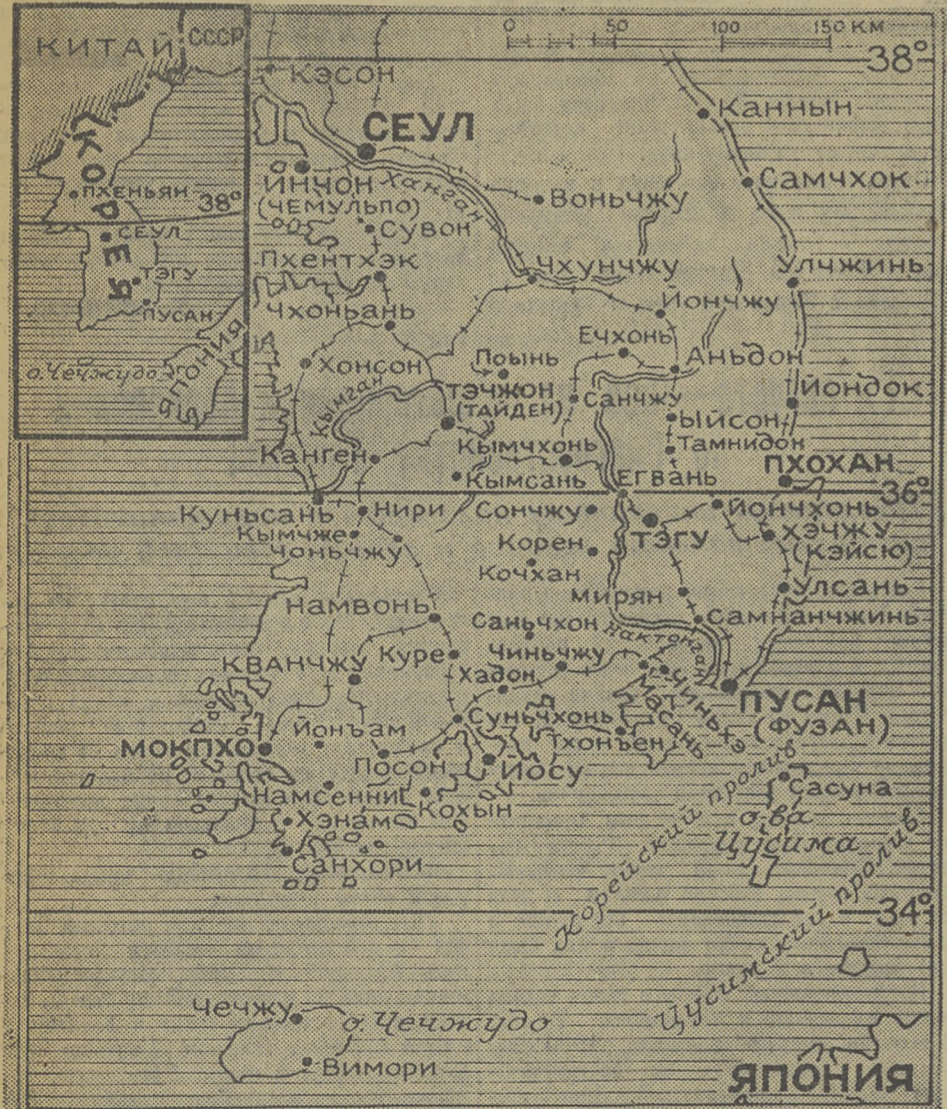 КИТАЙ
СССР
КОРЕЯ
ПХЕНЬЯН
38°
СЕУЛ
ТЭГУ
ПУСАН
о. Чечжудо
ЯПОНИЯ
0 50 100 150 КМ
38°
КЭСОН
Каннын
СЕУЛ
Самчхок
ИНЧОН
(ЧЕМУЛЬПО)
Ханган
Воньчжу
Сувон
Пхентхэк
Чхунчжу
Улчжинь
Чхоньань
Йончжу
Ечхонь
Аньдон
Хонсон
Поынь
Йондок
Кымган
ТЭЧЖОН
(ТАЙДЕН)
Санчжу
Ыйсон
Тамнидон
Канген
Кымчхонь
ПХОХАН
Кымсань
Егвань
36°
Куньсань
Нири
Сончжу
Йончхонь
Кымчже
ТЭГУ
ХЭЧЖУ
(КЭЙСЮ)
Чоньчжу
Корен
Кочхан
Улсань
Мирян
Намвонь
Саньчхон
Самнанчжинь
Нактонган
КВАНЧЖУ
Куре
Чиньчжу
Хадон
Масань
Чиньхэ
ПУСАН
(ФУЗАН)
Суньчхонь
Йонъам
Тхонъен
МОКПХО
Посон
Йосу
Намсенни
Кохын
Сасуна
Хэнам
о-ва
Цусима
Санхори
Корейский пролив
Цусимский пролив
34°
Чечжу
о. Чечжудо
Вимори
ЯПОНИЯ